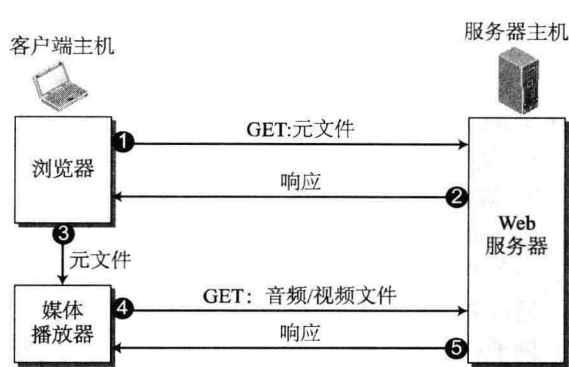 客户端主机
服务器主机
浏览器
1
GET:元文件
响应
2
Web
服务器
3
元文件
媒体
播放器
4
GET：音频/视频文件
响应
5